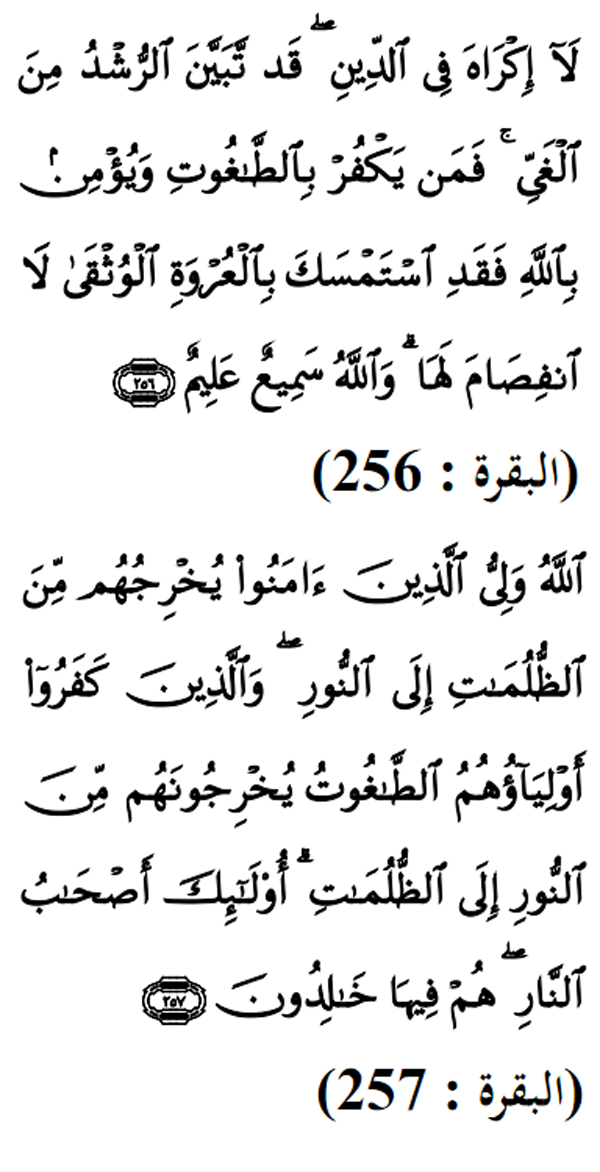 لَآ إِكْرَاهَ فِى ٱلدِّينِ ۖ قَد تَّبَيَّنَ ٱلرُّشْدُ مِنَ
ٱلْغَىِّ ۚ فَمَن يَكْفُرْ بِٱلطَّـٰغُوتِ وَيُؤْمِنۢ
بِٱللَّهِ فَقَدِ ٱسْتَمْسَكَ بِٱلْعُرْوَةِ ٱلْوُثْقَىٰ لَا
ٱنفِصَامَ لَهَا ۗ وَٱللَّهُ سَمِيعٌ عَلِيمٌ ﴿٢٥٦﴾
(البقرة : 256)
ٱللَّهُ وَلِىُّ ٱلَّذِينَ ءَامَنُوا۟ يُخْرِجُهُم مِّنَ
ٱلظُّلُمَـٰتِ إِلَى ٱلنُّورِ ۖ وَٱلَّذِينَ كَفَرُوٓا۟
أَوْلِيَآؤُهُمُ ٱلطَّـٰغُوتُ يُخْرِجُونَهُم مِّنَ
ٱلنُّورِ إِلَى ٱلظُّلُمَـٰتِ ۗ أُو۟لَـٰٓئِكَ أَصْحَـٰبُ
ٱلنَّارِ ۖ هُمْ فِيهَا خَـٰلِدُونَ ﴿٢٥٧﴾
(البقرة : 257)